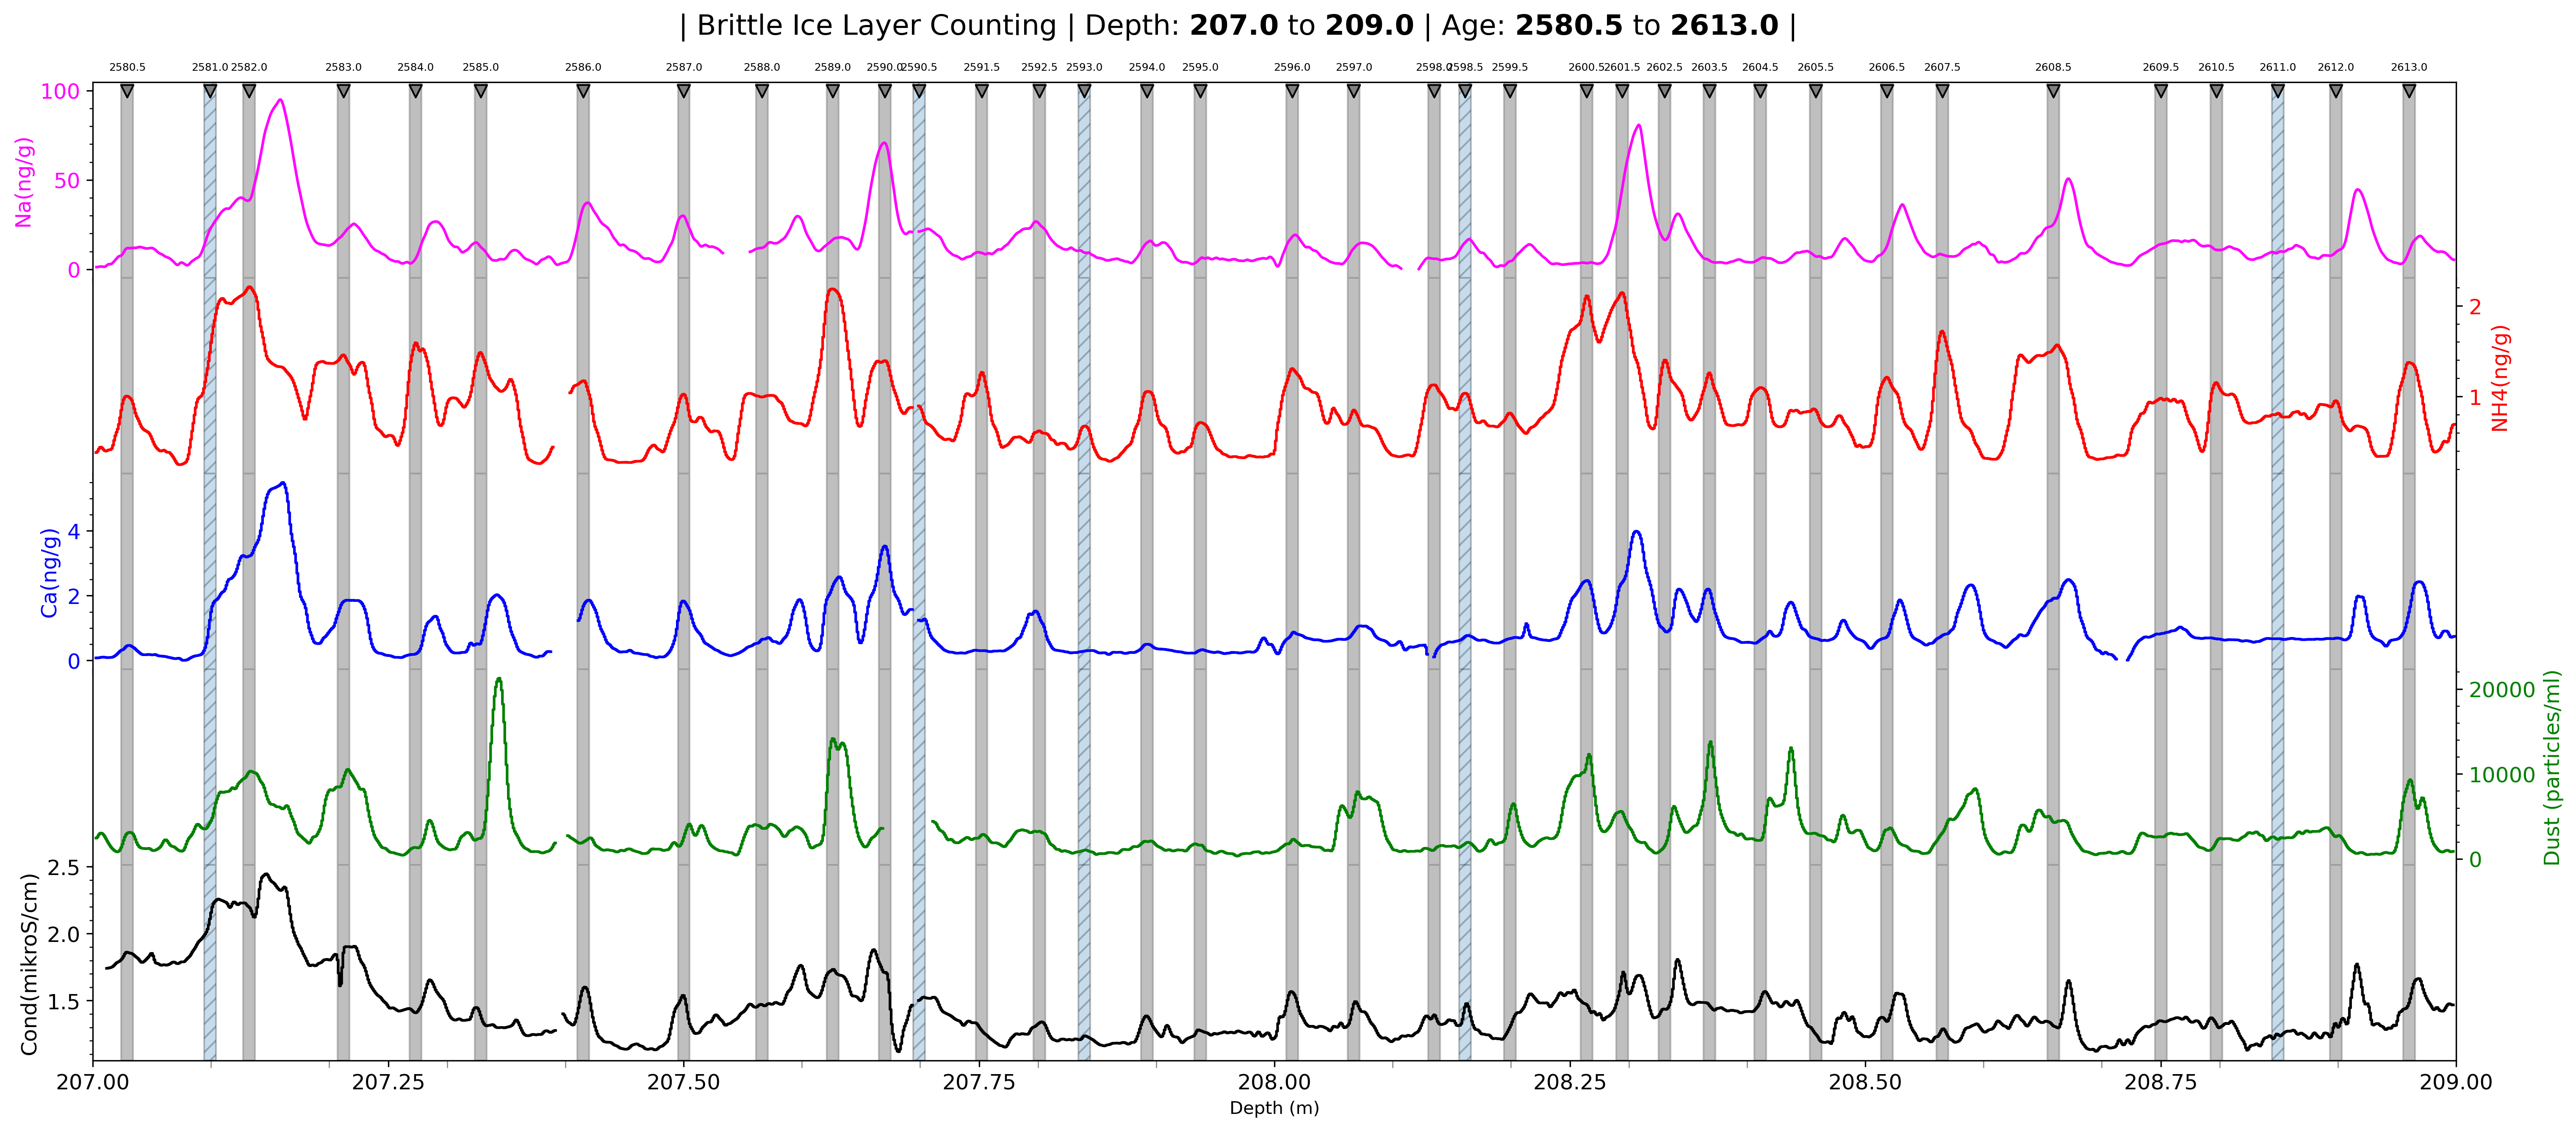 | Brittle Ice Layer Counting | Depth: 207.0 to 209.0 | Age: 2580.5 to 2613.0 |
2580.5 2581.0 2582.0 2583.0 2584.0 2585.0 2586.0 2587.0 2588.0 2589.0 2590.0 2590.5 2591.5 2592.5 2593.0 2594.0 2595.0 2596.0 2597.0 2598.0 2598.5 2599.5 2600.5 2601.5 2602.5 2603.5 2604.5 2605.5 2606.5 2607.5 2608.5 2609.5 2610.5 2611.0 2612.0 2613.0
Na(ng/g)
100
50
0
NH4(ng/g)
2
1
Ca(ng/g)
4
2
0
Dust (particles/ml)
20000
10000
0
Cond(mikroS/cm)
2.5
2.0
1.5
207.00 207.25 207.50 207.75 208.00 208.25 208.50 208.75 209.00
Depth (m)